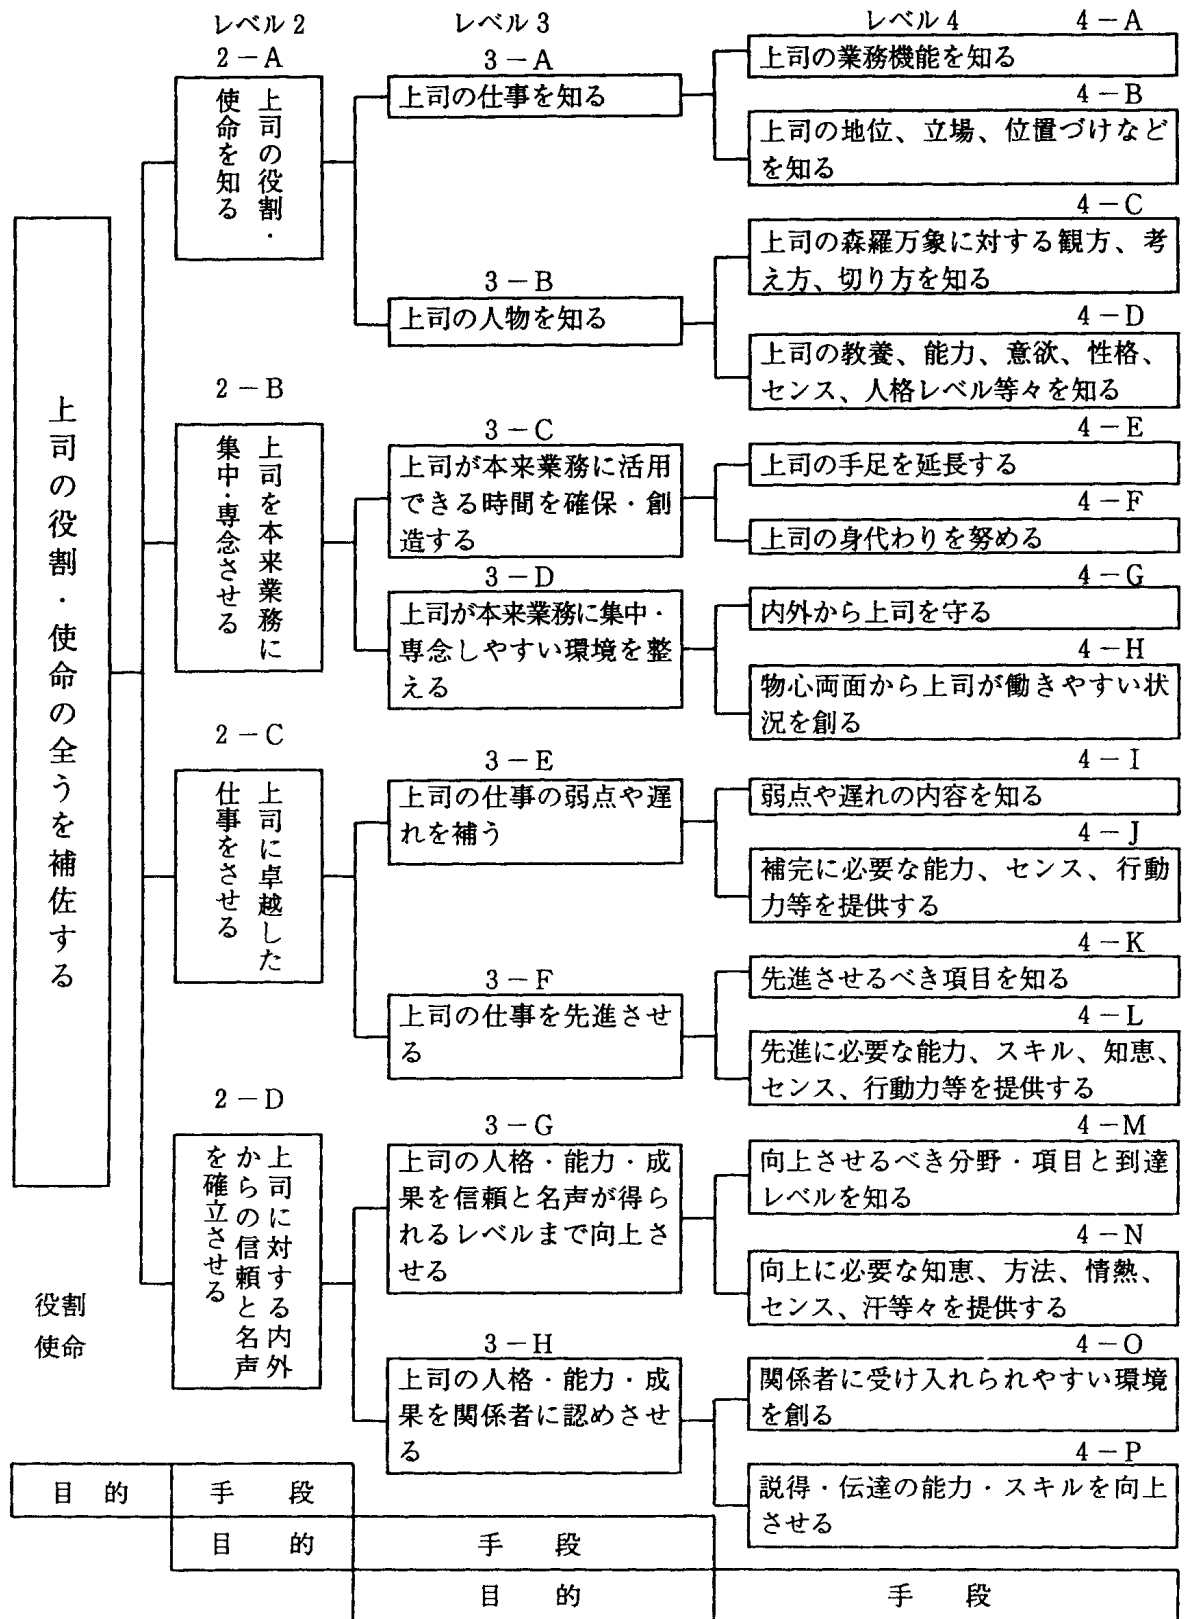 レベル2
レベル3
レベル4
上司の役割・使命の全うを補佐する
役割
使命
2－A
上司の役割・
使命を知る
3－A
上司の仕事を知る
4－A
上司の業務機能を知る
4－B
上司の地位、立場、位置づけなど
を知る
3－B
上司の人物を知る
4－C
上司の森羅万象に対する観方、考
え方、切り方を知る
4－D
上司の教養、能力、意欲、性格、
センス、人格レベル等々を知る
2－B
上司を本来業務に
集中・専念させる
3－C
上司が本来業務に活用
できる時間を確保・創
造する
4－E
上司の手足を延長する
4－F
上司の身代わりを努める
3－D
上司が本来業務に集中・
専念しやすい環境を整
える
4－G
内外から上司を守る
4－H
物心両面から上司が働きやすい状
況を創る
2－C
上司に卓越した
仕事をさせる
3－E
上司の仕事の弱点や遅
れを補う
4－I
弱点や遅れの内容を知る
4－J
補完に必要な能力、センス、行動
力等を提供する
3－F
上司の仕事を先進させ
る
4－K
先進させるべき項目を知る
4－L
先進に必要な能力、スキル、知恵、
センス、行動力等を提供する
2－D
上司に対する内外
からの信頼と名声
を確立させる
3－G
上司の人格・能力・成
果を信頼と名声が得ら
れるレベルまで向上さ
せる
4－M
向上させるべき分野・項目と到達
レベルを知る
4－N
向上に必要な知恵、方法、情熱、
センス、汗等々を提供する
3－H
上司の人格・能力・成
果を関係者に認めさせ
る
4－O
関係者に受け入れられやすい環境
を創る
4－P
説得・伝達の能力・スキルを向上
させる
目　的
手　段
目　的
手　段
目　的
手　段